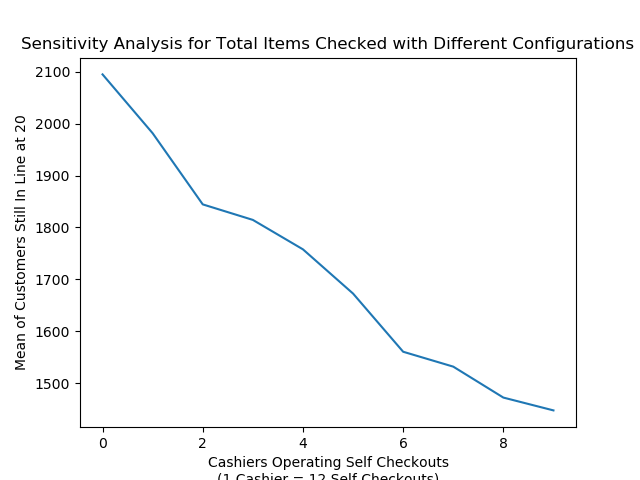 Sensitivity Analysis for Total Items Checked with Different Configurations
2100
2000
1900
1800
1700
1600
1500
Mean of Customers Still In Line at 20
0 2 4 6 8
Cashiers Operating Self Checkouts
(1 Cashier = 12 Self Checkouts)